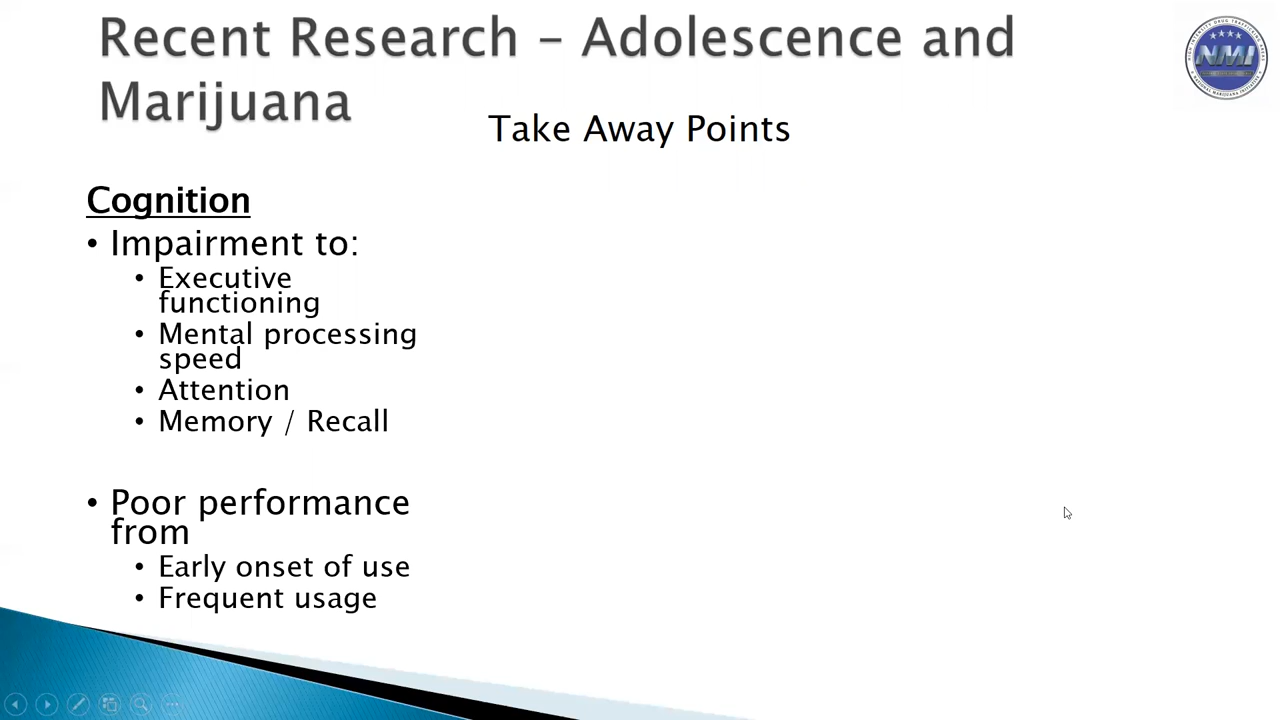 Recent Research – Adolescence and
Marijuana
Take Away Points
Cognition
• Impairment to:
• Executive
functioning
• Mental processing
speed
• Attention
• Memory / Recall
• Poor performance
from
• Early onset of use
• Frequent usage
NMI